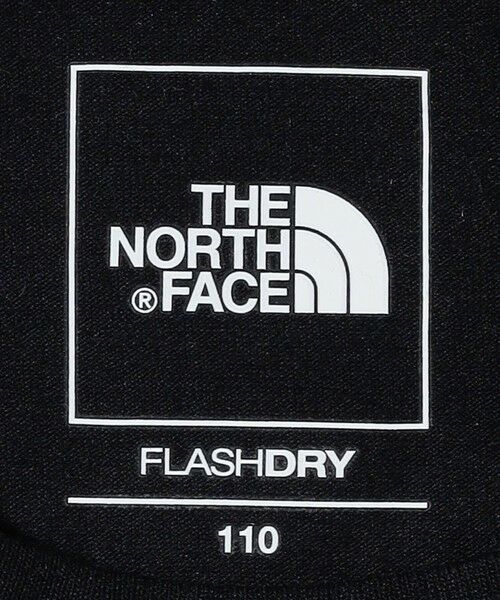 THE
NORTH
®FACE
FLASHDRY
110